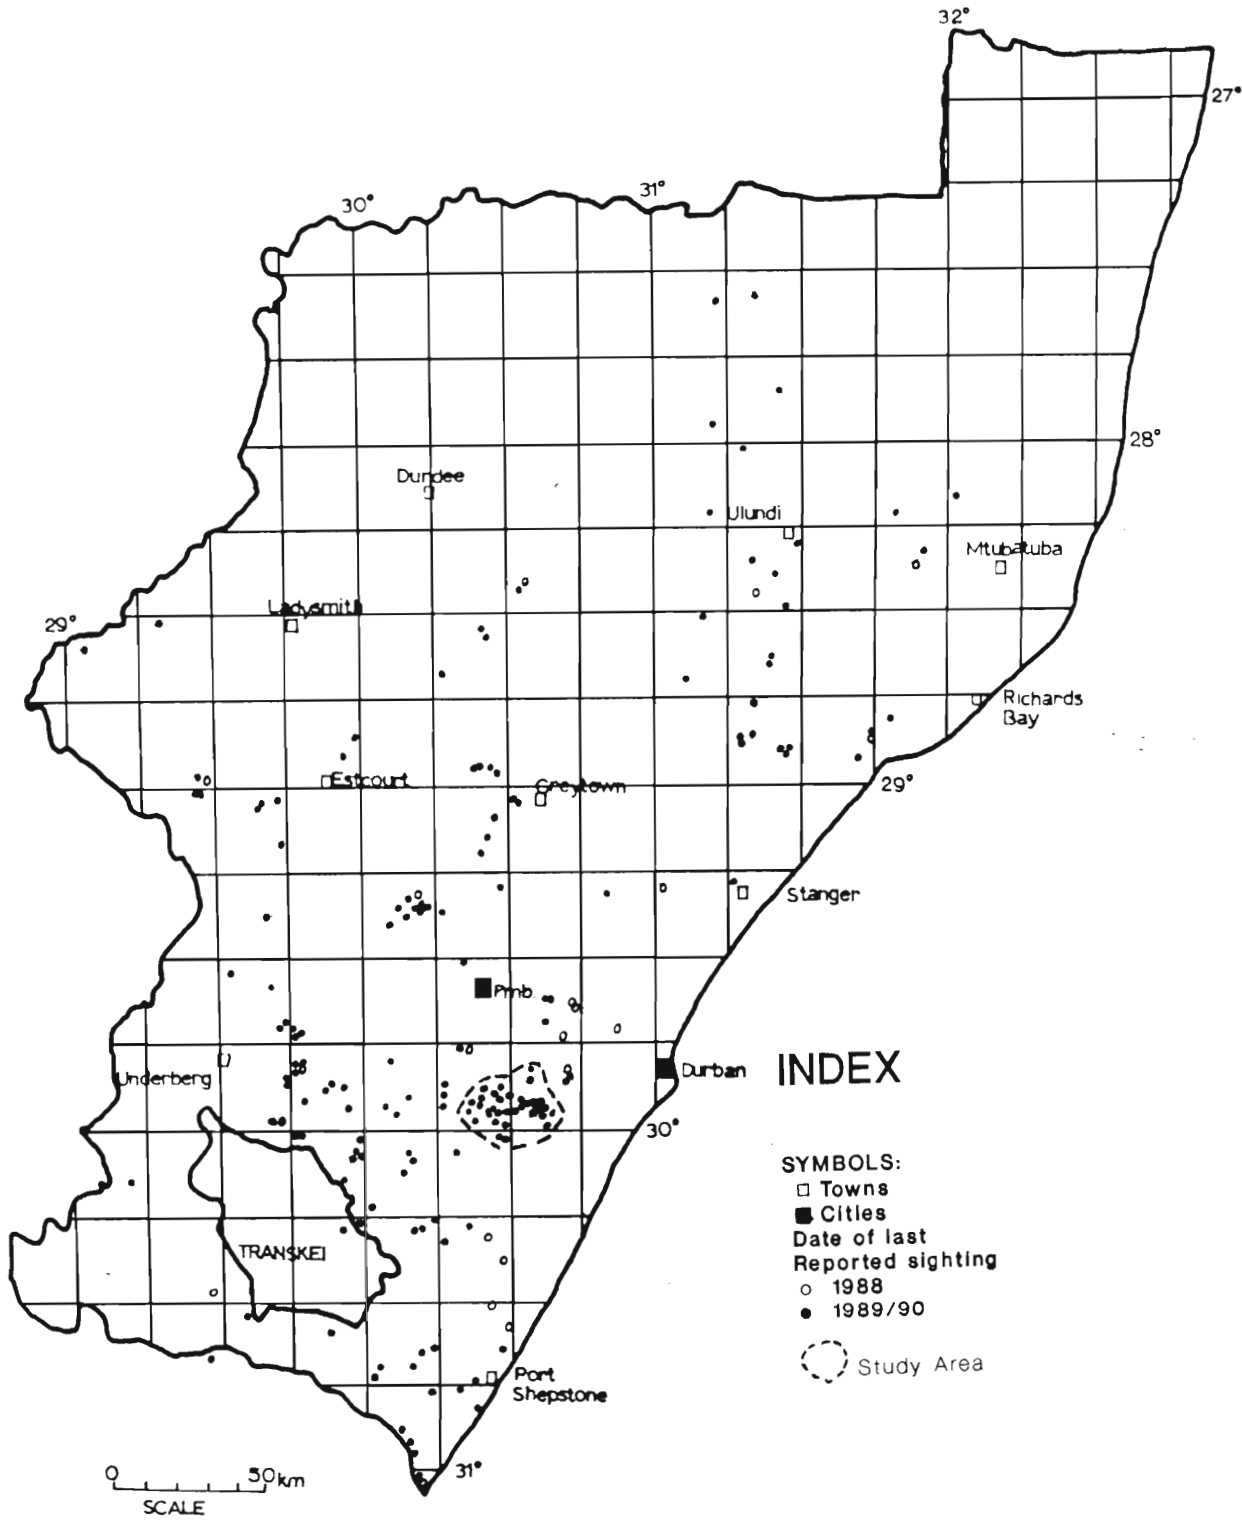 32°
27°
31°
30°
28°
Dundee
Ulundi
Mtubatuba
Ladysmith
29°
Richards
Bay
Estcourt
Greytown
29°
Stanger
Pmb.
Durban
INDEX
Underberg
30°
SYMBOLS:
Towns
Cities
Date of last
Reported sighting
1988
1989/90
Study Area
TRANSKEI
Port
Shepstone
31°
0 50 km
SCALE